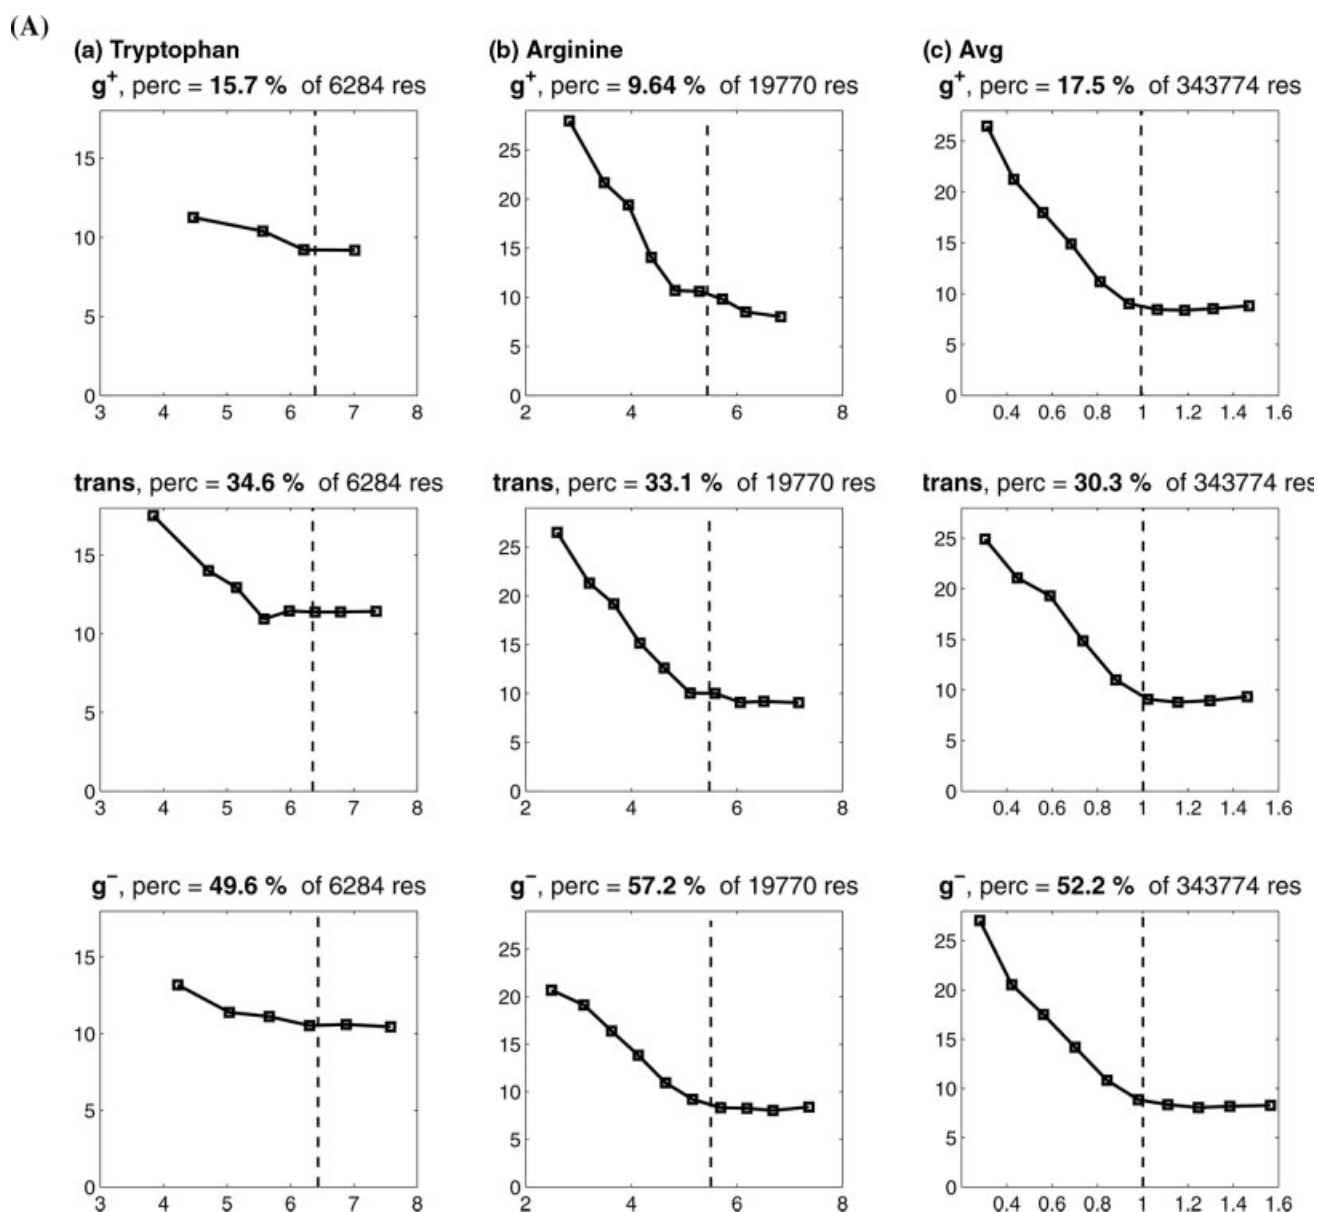 (A)
(a) Tryptophan
g+, perc = 15.7 % of 6284 res
15
10
5
0
3 4 5 6 7 8
(b) Arginine
g+, perc = 9.64 % of 19770 res
25
20
15
10
5
0
2 4 6 8
(c) Avg
g+, perc = 17.5 % of 343774 res
25
20
15
10
5
0
0.4 0.6 0.8 1 1.2 1.4 1.6
trans, perc = 34.6 % of 6284 res
15
10
5
0
3 4 5 6 7 8
trans, perc = 33.1 % of 19770 res
25
20
15
10
5
0
2 4 6 8
trans, perc = 30.3 % of 343774 res
25
20
15
10
5
0
0.4 0.6 0.8 1 1.2 1.4 1.6
g−, perc = 49.6 % of 6284 res
15
10
5
0
3 4 5 6 7 8
g−, perc = 57.2 % of 19770 res
25
20
15
10
5
0
2 4 6 8
g−, perc = 52.2 % of 343774 res
25
20
15
10
5
0
0.4 0.6 0.8 1 1.2 1.4 1.6